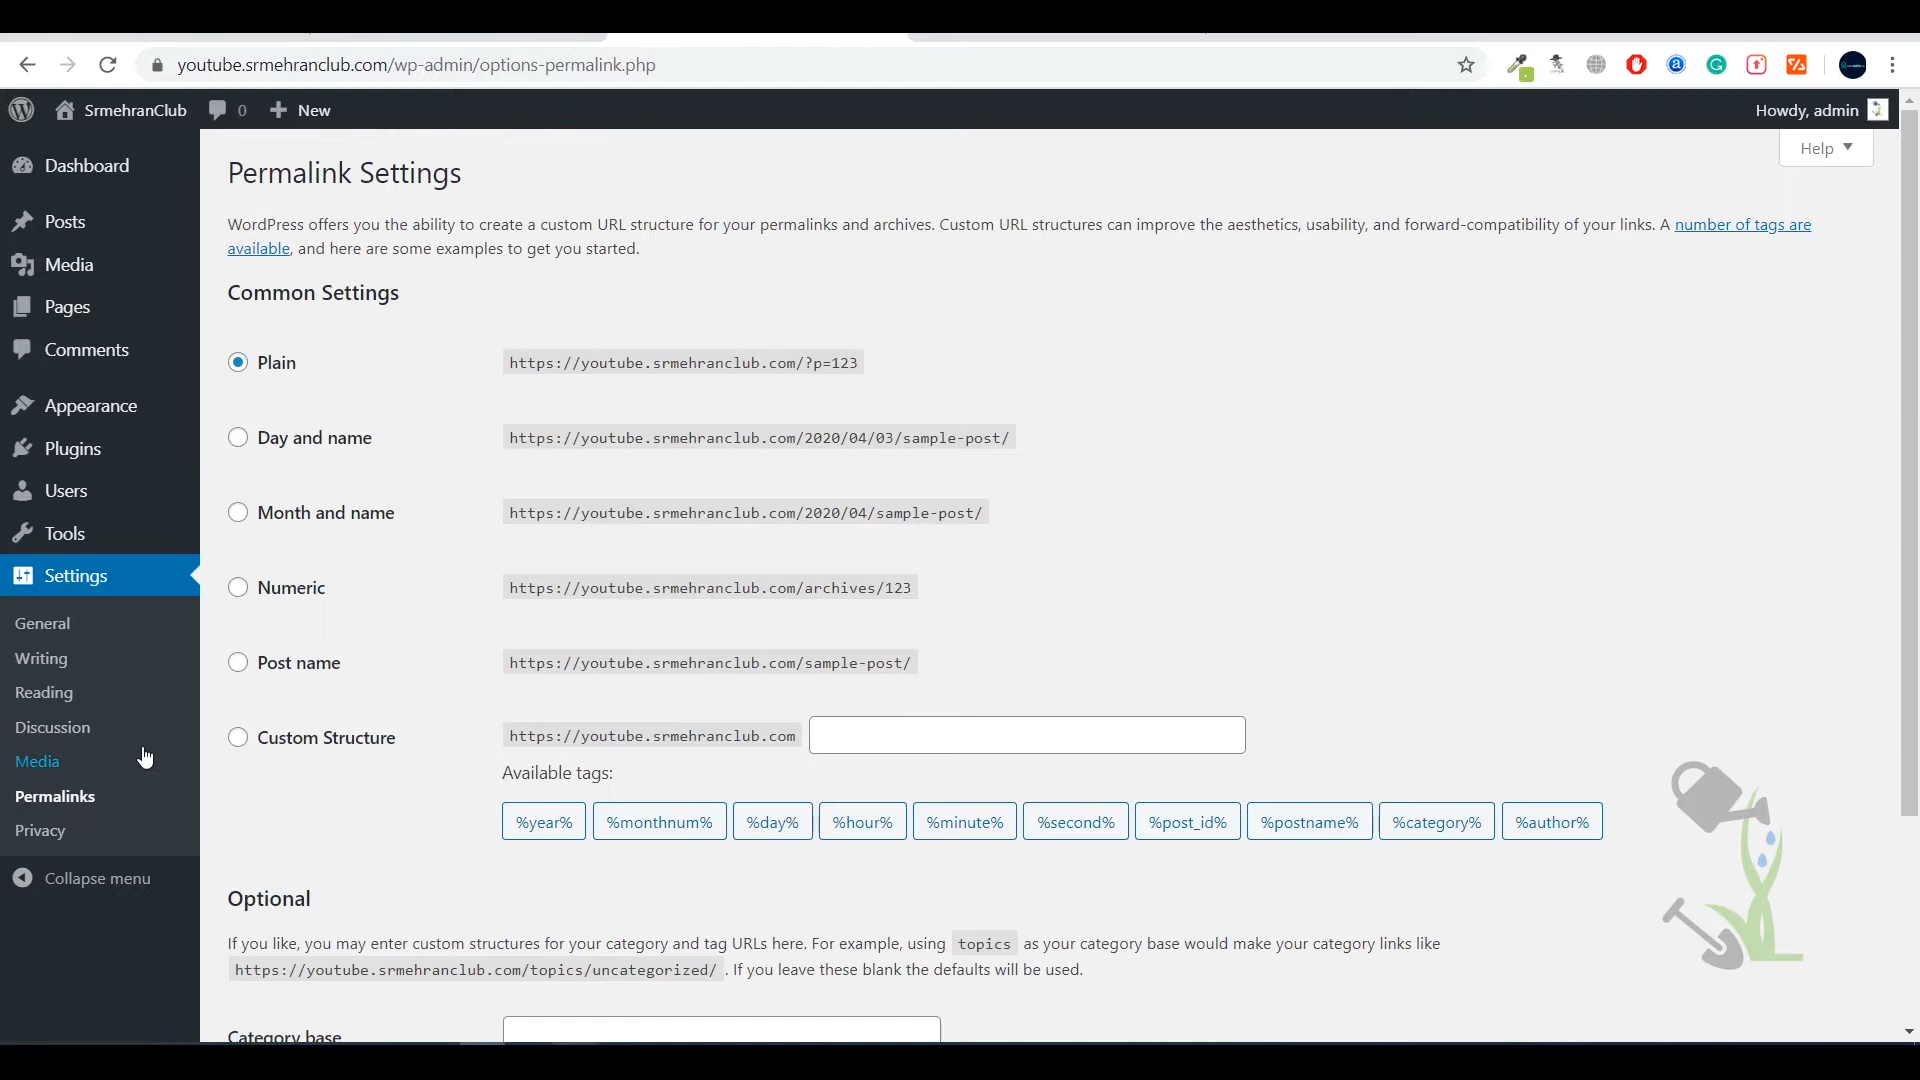 youtube.srmehranclub.com/wp-admin/options-permalink.php
SrmehranClub
0
New
Howdy, admin
Help
Dashboard
Posts
Media
Pages
Comments
Appearance
Plugins
Users
Tools
Settings
General
Writing
Reading
Discussion
Media
Permalinks
Privacy
Collapse menu
Permalink Settings
WordPress offers you the ability to create a custom URL structure for your permalinks and archives. Custom URL structures can improve the aesthetics, usability, and forward-compatibility of your links. A number of tags are
available, and here are some examples to get you started.
Common Settings
Plain https://youtube.srmehranclub.com/?p=123
Day and name https://youtube.srmehranclub.com/2020/04/03/sample-post/
Month and name https://youtube.srmehranclub.com/2020/04/sample-post/
Numeric https://youtube.srmehranclub.com/archives/123
Post name https://youtube.srmehranclub.com/sample-post/
Custom Structure https://youtube.srmehranclub.com
Available tags:
%year% %monthnum% %day% %hour% %minute% %second% %post_id% %postname% %category% %author%
Optional
If you like, you may enter custom structures for your category and tag URLs here. For example, using topics as your category base would make your category links like
https://youtube.srmehranclub.com/topics/uncategorized/ . If you leave these blank the defaults will be used.
Category base